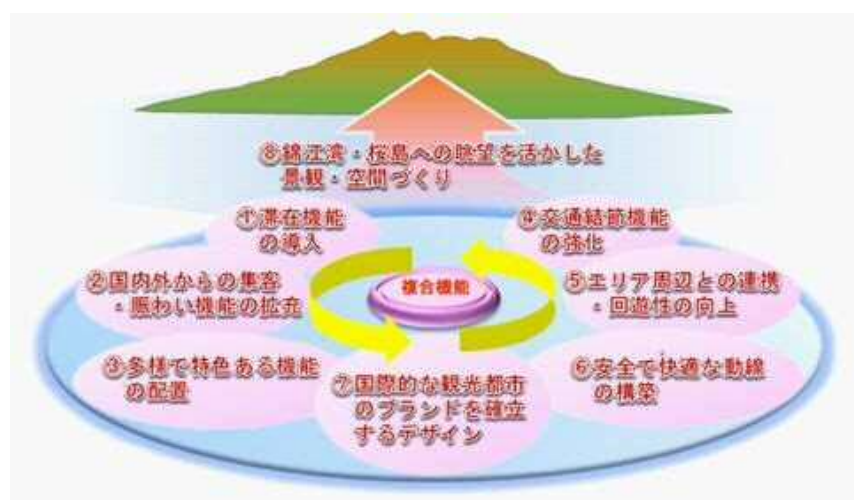 ⑧錦江湾・桜島への眺望を活かした
景観・空間づくり
①滞在機能
の導入
④交通結節機能
の強化
②国内外からの集客
・賑わい機能の拡充
複合機能
⑤エリア周辺との連携
・回遊性の向上
③多様で特色ある機能
の配置
⑦国際的な観光都市
のブランドを確立
するデザイン
⑥安全で快適な動線
の構築